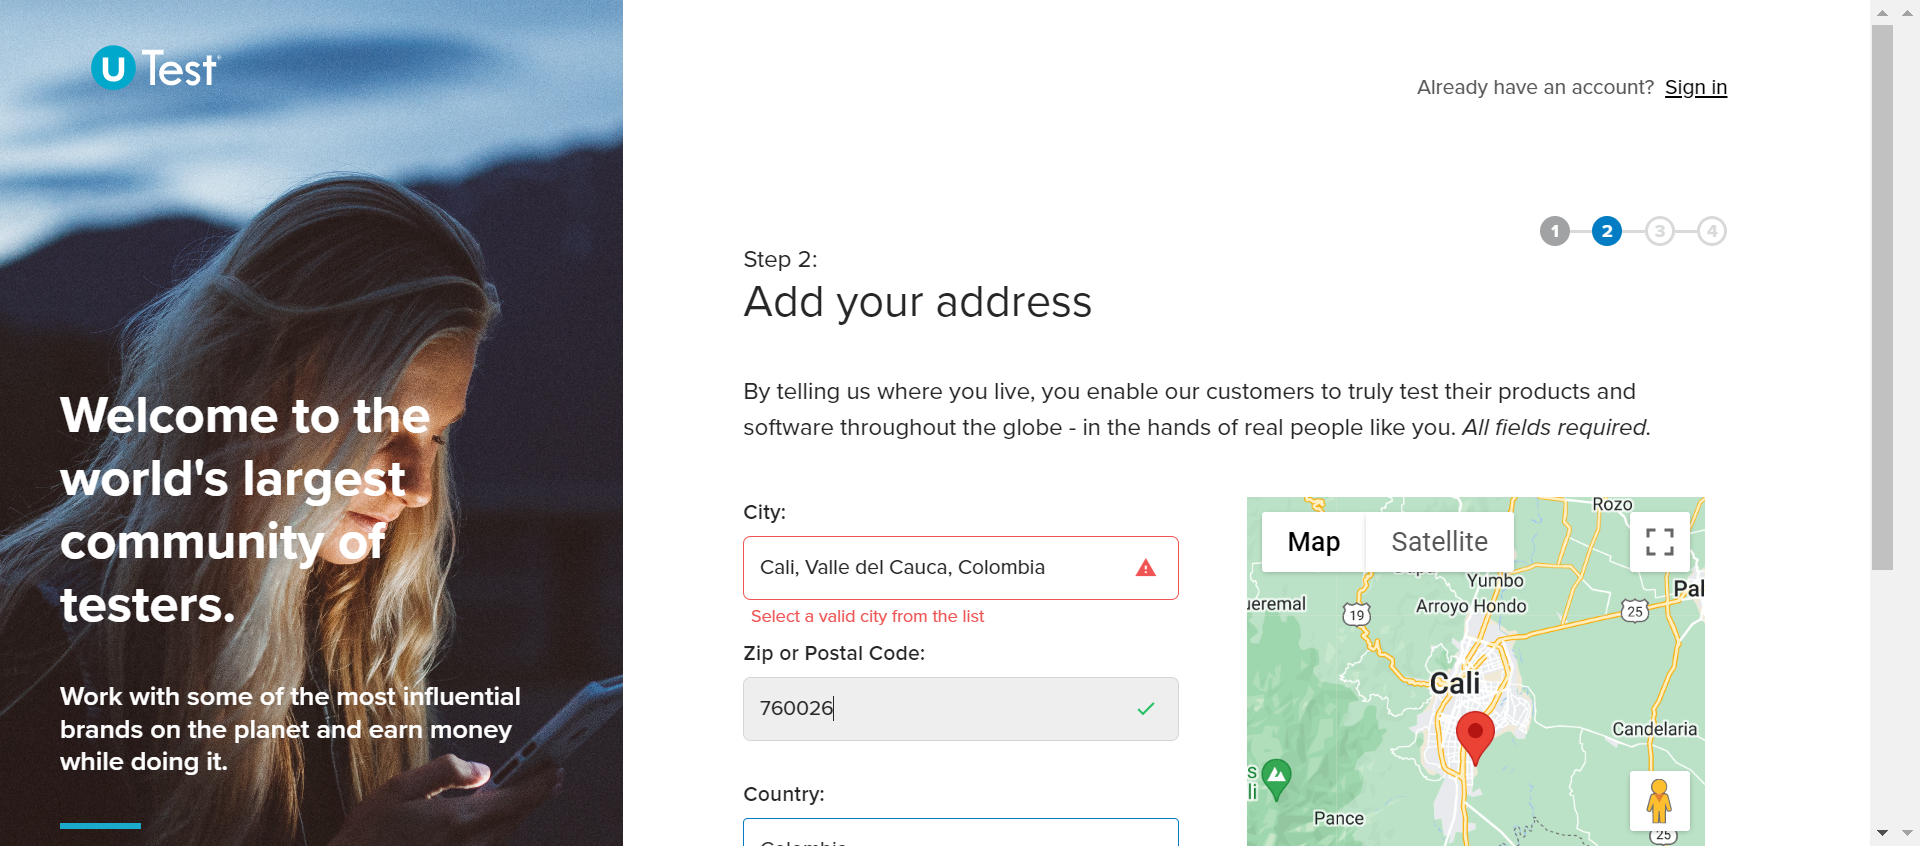 u Test
Already have an account? Sign in
1 2 3 4
Step 2:
Add your address
By telling us where you live, you enable our customers to truly test their products and
software throughout the globe - in the hands of real people like you. All fields required.
Welcome to the
world's largest
community of
testers.
Work with some of the most influential
brands on the planet and earn money
while doing it.
City:
Cali, Valle del Cauca, Colombia
Select a valid city from the list
Zip or Postal Code:
760026
Country:
Colombia
Map
Satellite
Rozo
Yumbo
Pal
ueremal
Arroyo Hondo
19
25
Cali
Candelaria
s
li
Pance
25